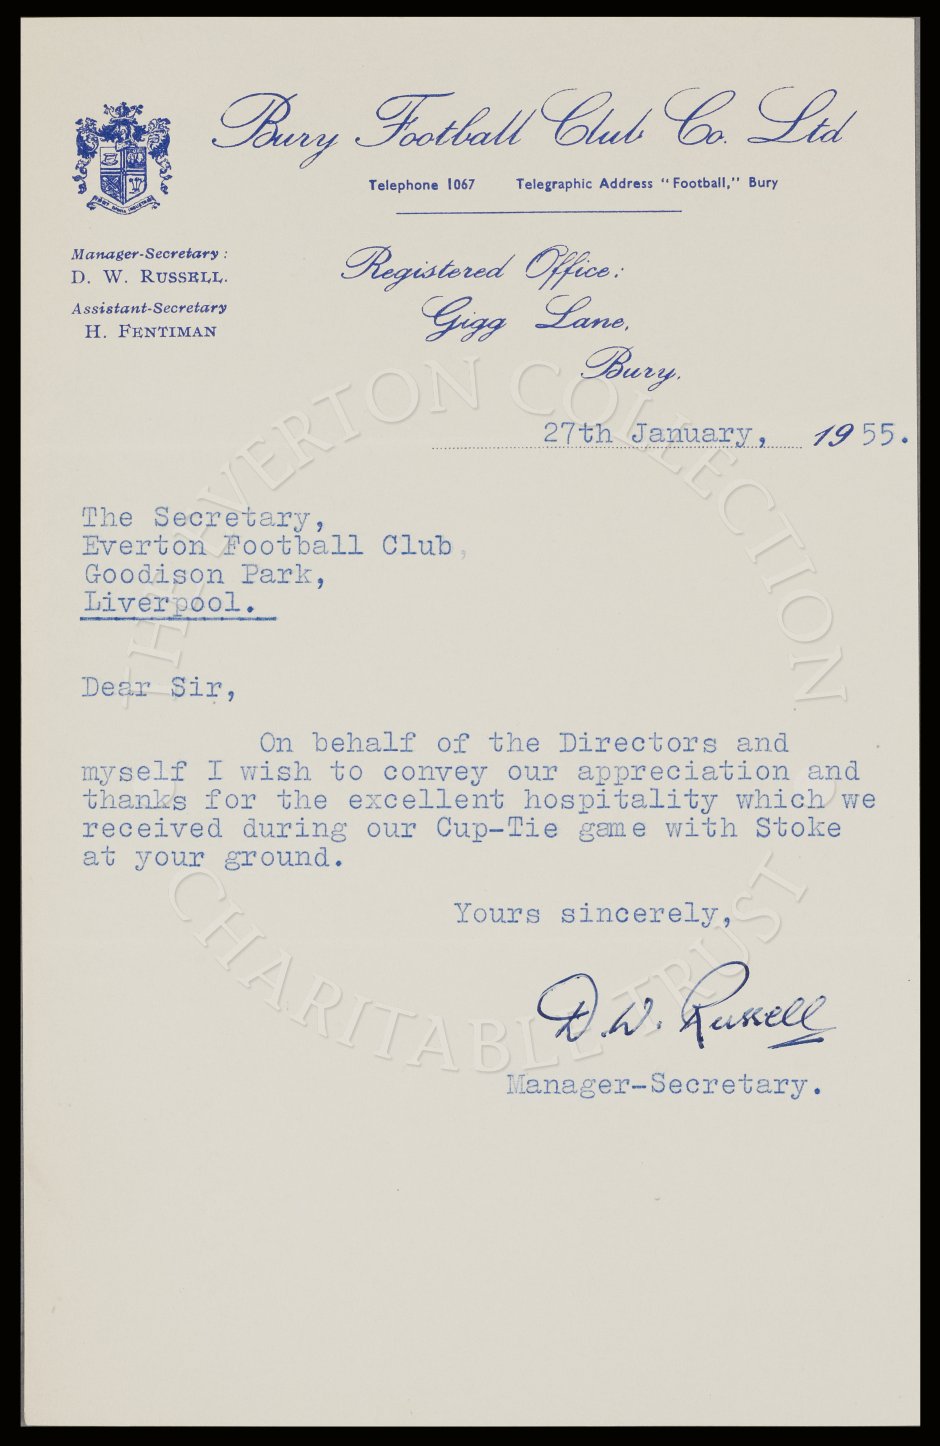 Bury Football Club Co. Ltd
Telephone 1067 Telegraphic Address "Football," Bury
Manager-Secretary:
D. W. RUSSELL.
Assistant-Secretary
H. FENTIMAN
Registered Office:
Gigg Lane,
Bury.
27th January, 1955.
The Secretary,
Everton Football Club,
Goodison Park,
Liverpool.
Dear Sir,
On behalf of the Directors and
myself I wish to convey our appreciation and
thanks for the excellent hospitality which we
received during our Cup-Tie game with Stoke
at your ground.
Yours sincerely,
D. W. Russell
Manager-Secretary.
THE EVERTON COLLECTION
CHARITABLE TRUST